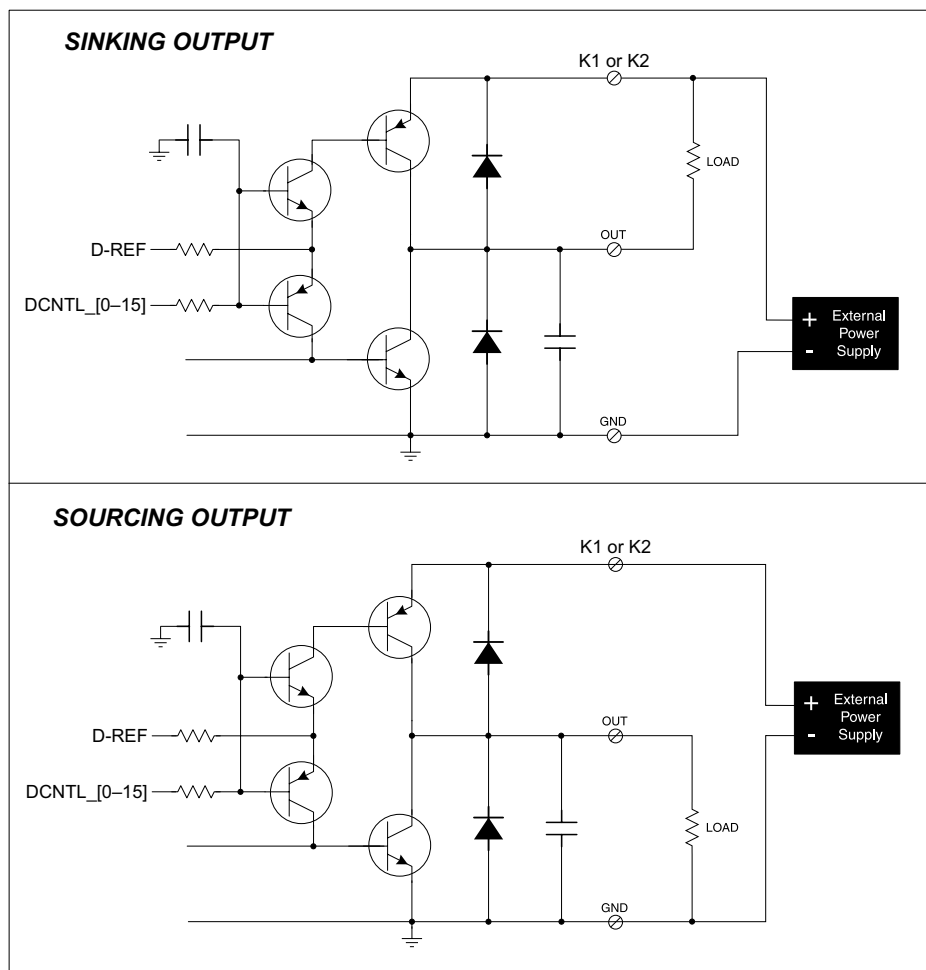 SINKING OUTPUT
K1 or K2
LOAD
D-REF
OUT
DCNTL_[0–15]
+ External
Power
- Supply
GND
SOURCING OUTPUT
K1 or K2
+ External
Power
- Supply
D-REF
OUT
DCNTL_[0–15]
LOAD
GND